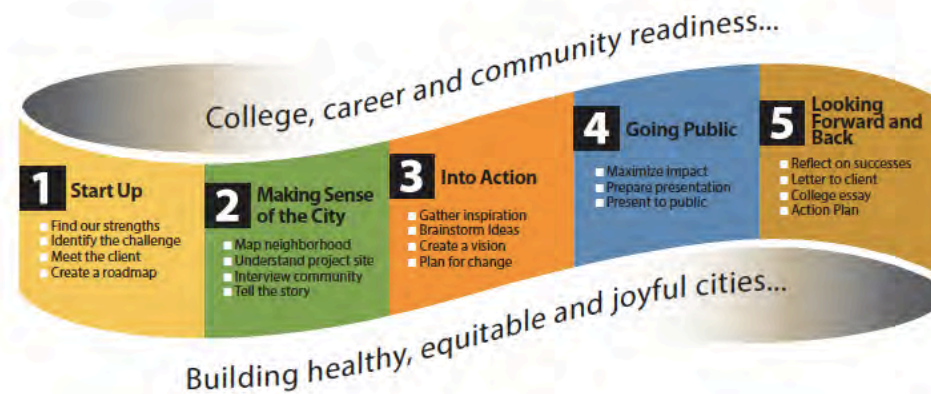 College, career and community readiness...
1 Start Up
Find our strengths
Identify the challenge
Meet the client
Create a roadmap
2 Making Sense
of the City
Map neighborhood
Understand project site
Interview community
Tell the story
3 Into Action
Gather inspiration
Brainstorm Ideas
Create a vision
Plan for change
4 Going Public
Maximize impact
Prepare presentation
Present to public
5 Looking
Forward and
Back
Reflect on successes
Letter to client
College essay
Action Plan
Building healthy, equitable and joyful cities...